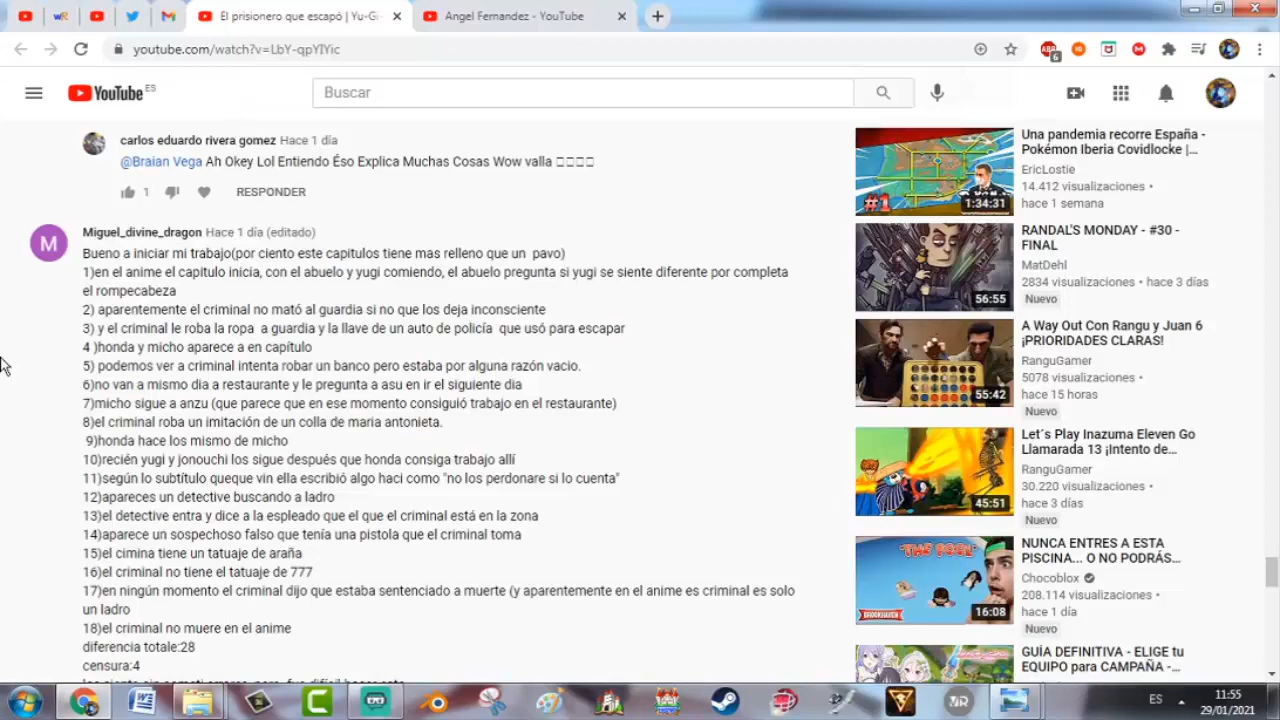 El prisionero que escapó | Yu-Gi-
Angel Fernandez - YouTube
youtube.com/watch?v=LbY-qpYIYic
YouTube ES
Buscar
carlos eduardo rivera gomez Hace 1 día
@Braian Vega Ah Okey Lol Entiendo Éso Explica Muchas Cosas Wow valla
1
RESPONDER
M
Miguel_divine_dragon Hace 1 día (editado)
Bueno a iniciar mi trabajo(por ciento este capitulos tiene mas relleno que un pavo)
1)en el anime el capitulo inicia, con el abuelo y yugi comiendo, el abuelo pregunta si yugi se siente diferente por completa
el rompecabeza
2) aparentemente el criminal no mató al guardia si no que los deja inconsciente
3) y el criminal le roba la ropa a guardia y la llave de un auto de policía que usó para escapar
4 )honda y micho aparece a en capítulo
5) podemos ver a criminal intenta robar un banco pero estaba por alguna razón vacio.
6)no van a mismo dia a restaurante y le pregunta a asu en ir el siguiente dia
7)micho sigue a anzu (que parece que en ese momento consiguió trabajo en el restaurante)
8)el criminal roba un imitación de un colla de maria antonieta.
9)honda hace los mismo de micho
10)recién yugi y jonouchi los sigue después que honda consiga trabajo allí
11)según lo subtítulo queque vin ella escribió algo haci como "no los perdonare si lo cuenta"
12)apareces un detective buscando a ladro
13)el detective entra y dice a la espleado que el que el criminal está en la zona
14)aparece un sospechoso falso que tenía una pistola que el criminal toma
15)el cimina tiene un tatuaje de araña
16)el criminal no tiene el tatuaje de 777
17)en ningún momento el criminal dijo que estaba sentenciado a muerte (y aparentemente en el anime es criminal es solo
un ladro
18)el criminal no muere en el anime
diferencia totale:28
censura:4
Una pandemia recorre España -
Pokémon Iberia Covidlocke |...
EricLostie
14.412 visualizaciones •
hace 1 semana
#1
1:34:31
RANDAL'S MONDAY - #30 -
FINAL
MatDehl
2834 visualizaciones • hace 3 días
Nuevo
56:55
A Way Out Con Rangu y Juan 6
¡PRIORIDADES CLARAS!
RanguGamer
5078 visualizaciones •
hace 15 horas
Nuevo
55:42
Let´s Play Inazuma Eleven Go
Llamarada 13 ¡Intento de...
RanguGamer
30.220 visualizaciones •
hace 3 días
Nuevo
45:51
NUNCA ENTRES A ESTA
PISCINA... O NO PODRÁS...
Chocoblox
208.114 visualizaciones •
hace 1 día
Nuevo
"THE POOL"
BROOKHAVEN
16:08
GUÍA DEFINITIVA - ELIGE tu
EQUIPO para CAMPAÑA -...
ES
11:55
29/01/2021